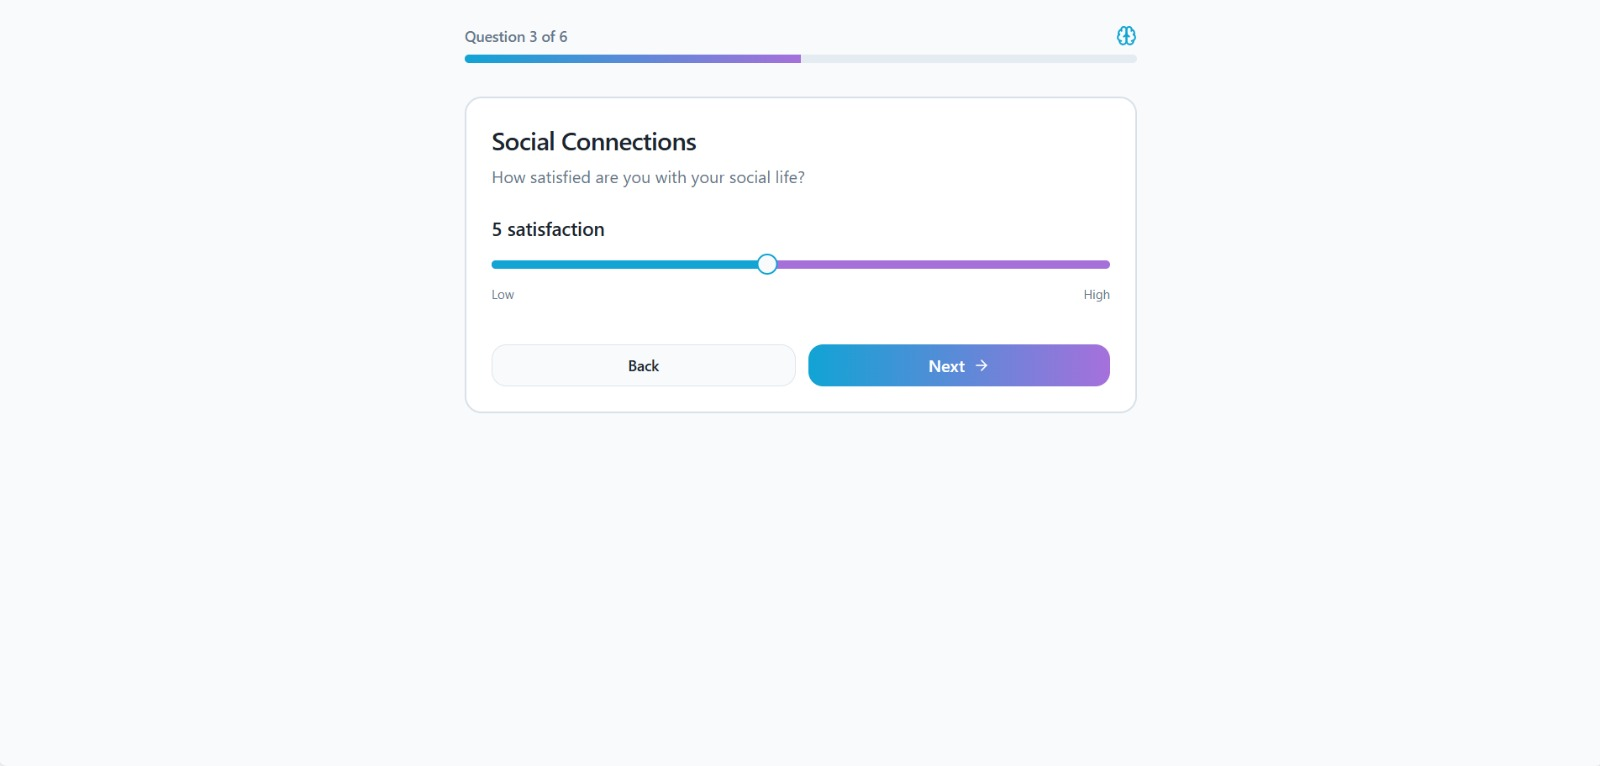 Question 3 of 6
Social Connections
How satisfied are you with your social life?
5 satisfaction
Low High
Back Next →